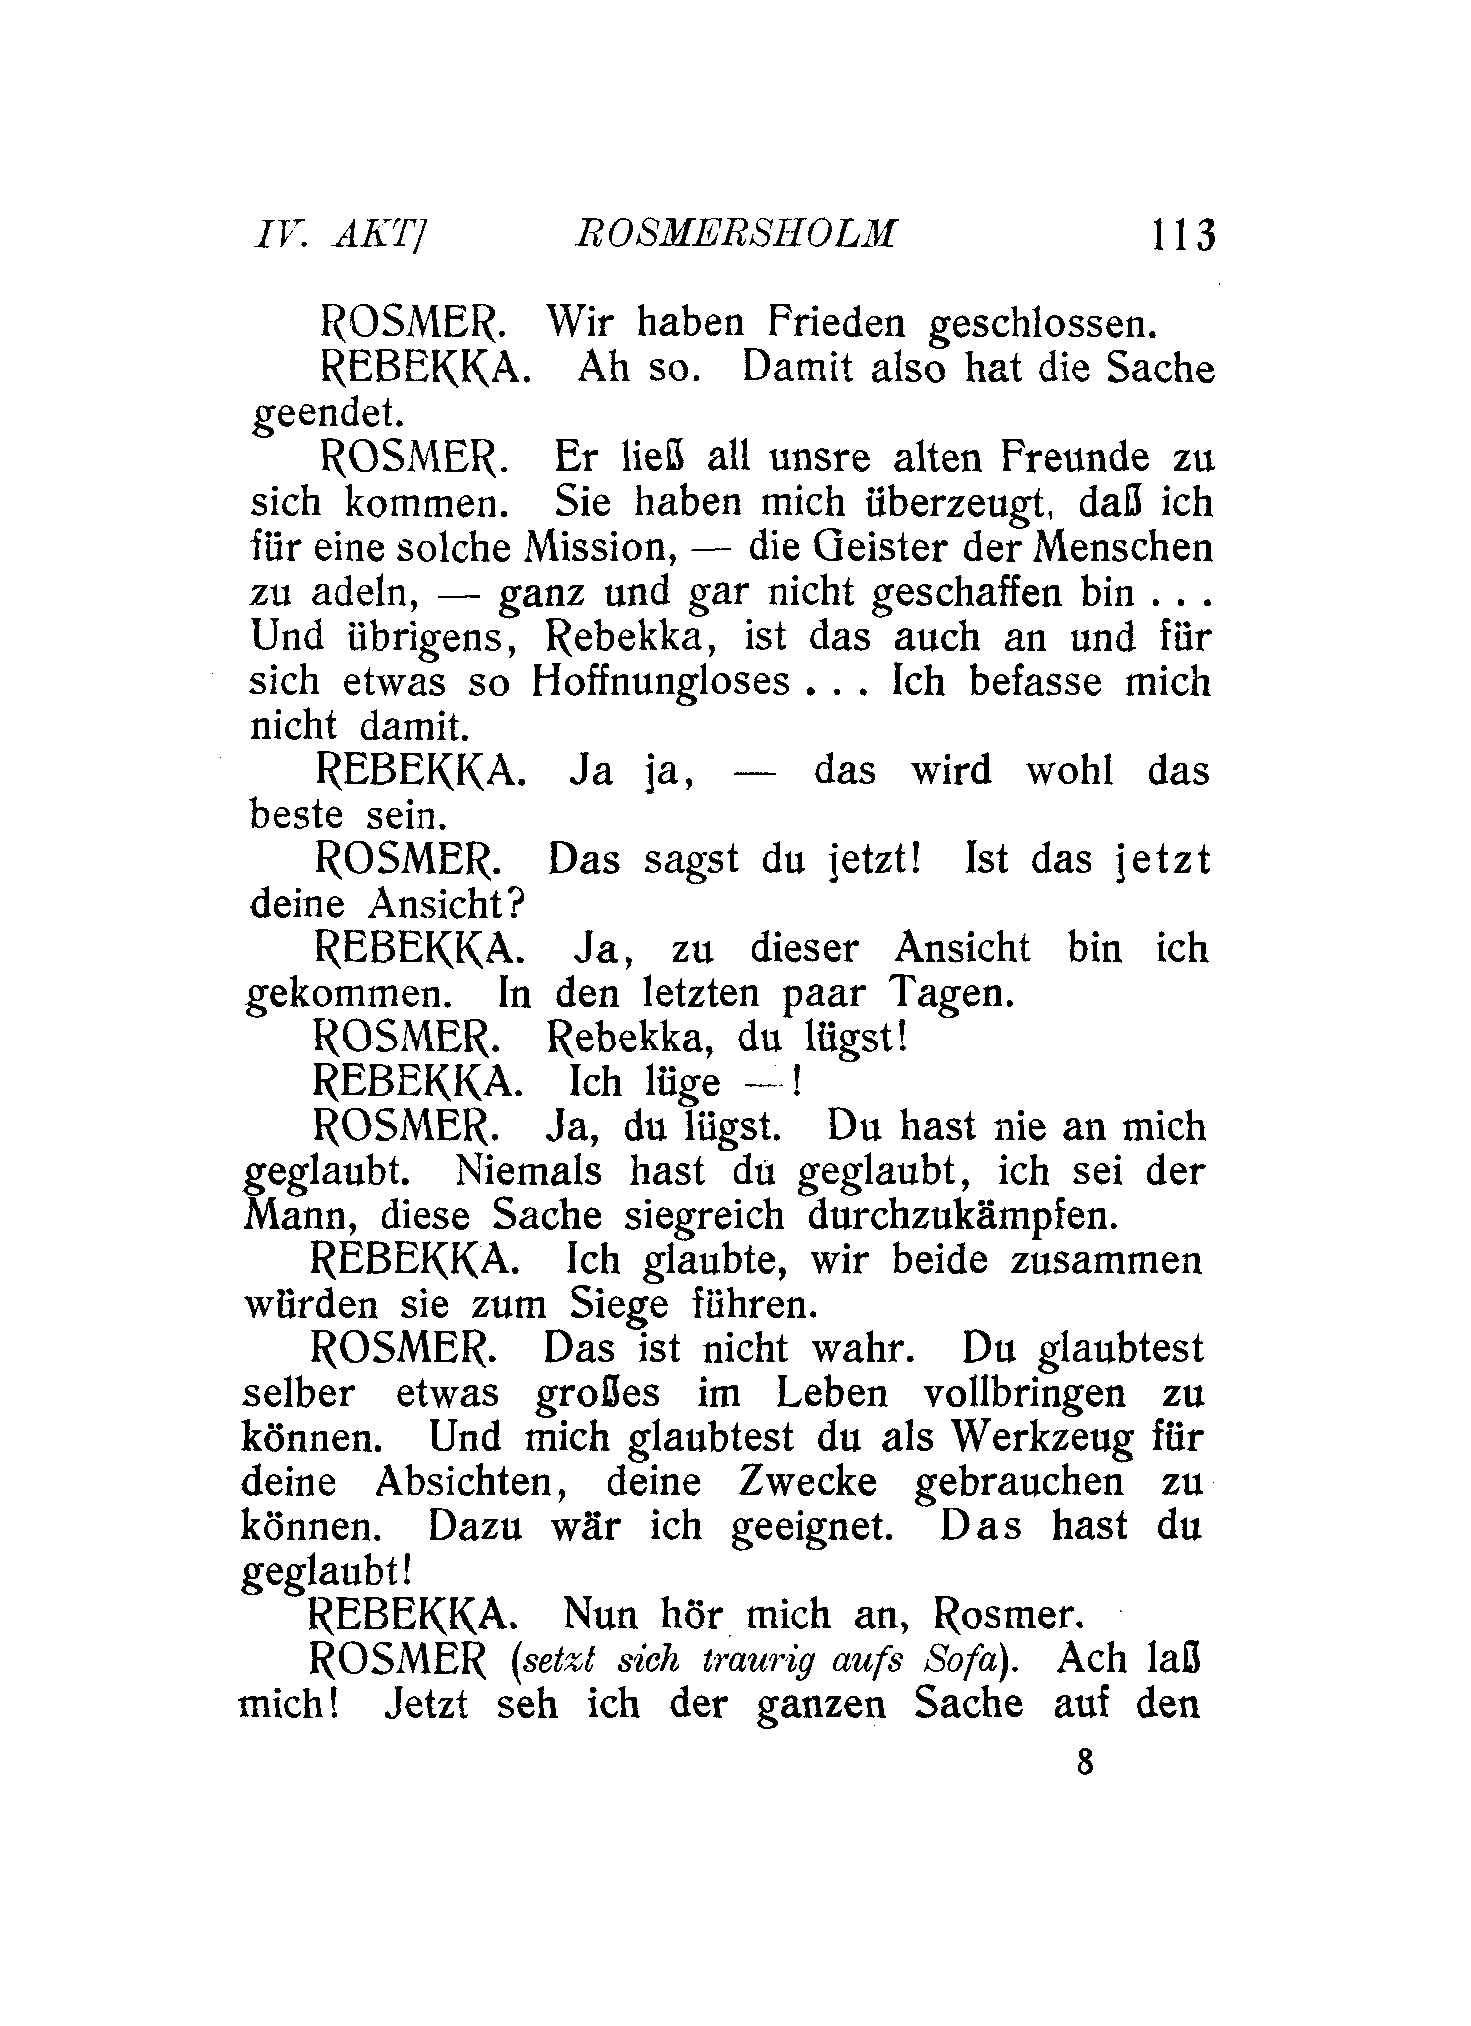 IV. AKT] ROSMERSHOLM 113
ROSMER. Wir haben Frieden geschlossen.
REBEKKA. Ah so. Damit also hat die Sache
geendet.
ROSMER. Er ließ all unsre alten Freunde zu
sich kommen. Sie haben mich überzeugt, daß ich
für eine solche Mission, — die Geister der Menschen
zu adeln, — ganz und gar nicht geschaffen bin . . .
Und übrigens, Rebekka, ist das auch an und für
sich etwas so Hoffnungloses . . . Ich befasse mich
nicht damit.
REBEKKA. Ja ja, — das wird wohl das
beste sein.
ROSMER. Das sagst du jetzt! Ist das jetzt
deine Ansicht?
REBEKKA. Ja, zu dieser Ansicht bin ich
gekommen. In den letzten paar Tagen.
ROSMER. Rebekka, du lügst!
REBEKKA. Ich lüge —!
ROSMER. Ja, du lügst. Du hast nie an mich
geglaubt. Niemals hast du geglaubt, ich sei der
Mann, diese Sache siegreich durchzukämpfen.
REBEKKA. Ich glaubte, wir beide zusammen
würden sie zum Siege führen.
ROSMER. Das ist nicht wahr. Du glaubtest
selber etwas großes im Leben vollbringen zu
können. Und mich glaubtest du als Werkzeug für
deine Absichten, deine Zwecke gebrauchen zu
können. Dazu wär ich geeignet. Das hast du
geglaubt!
REBEKKA. Nun hör mich an, Rosmer.
ROSMER (setzt sich traurig aufs Sofa). Ach laß
mich! Jetzt seh ich der ganzen Sache auf den
8